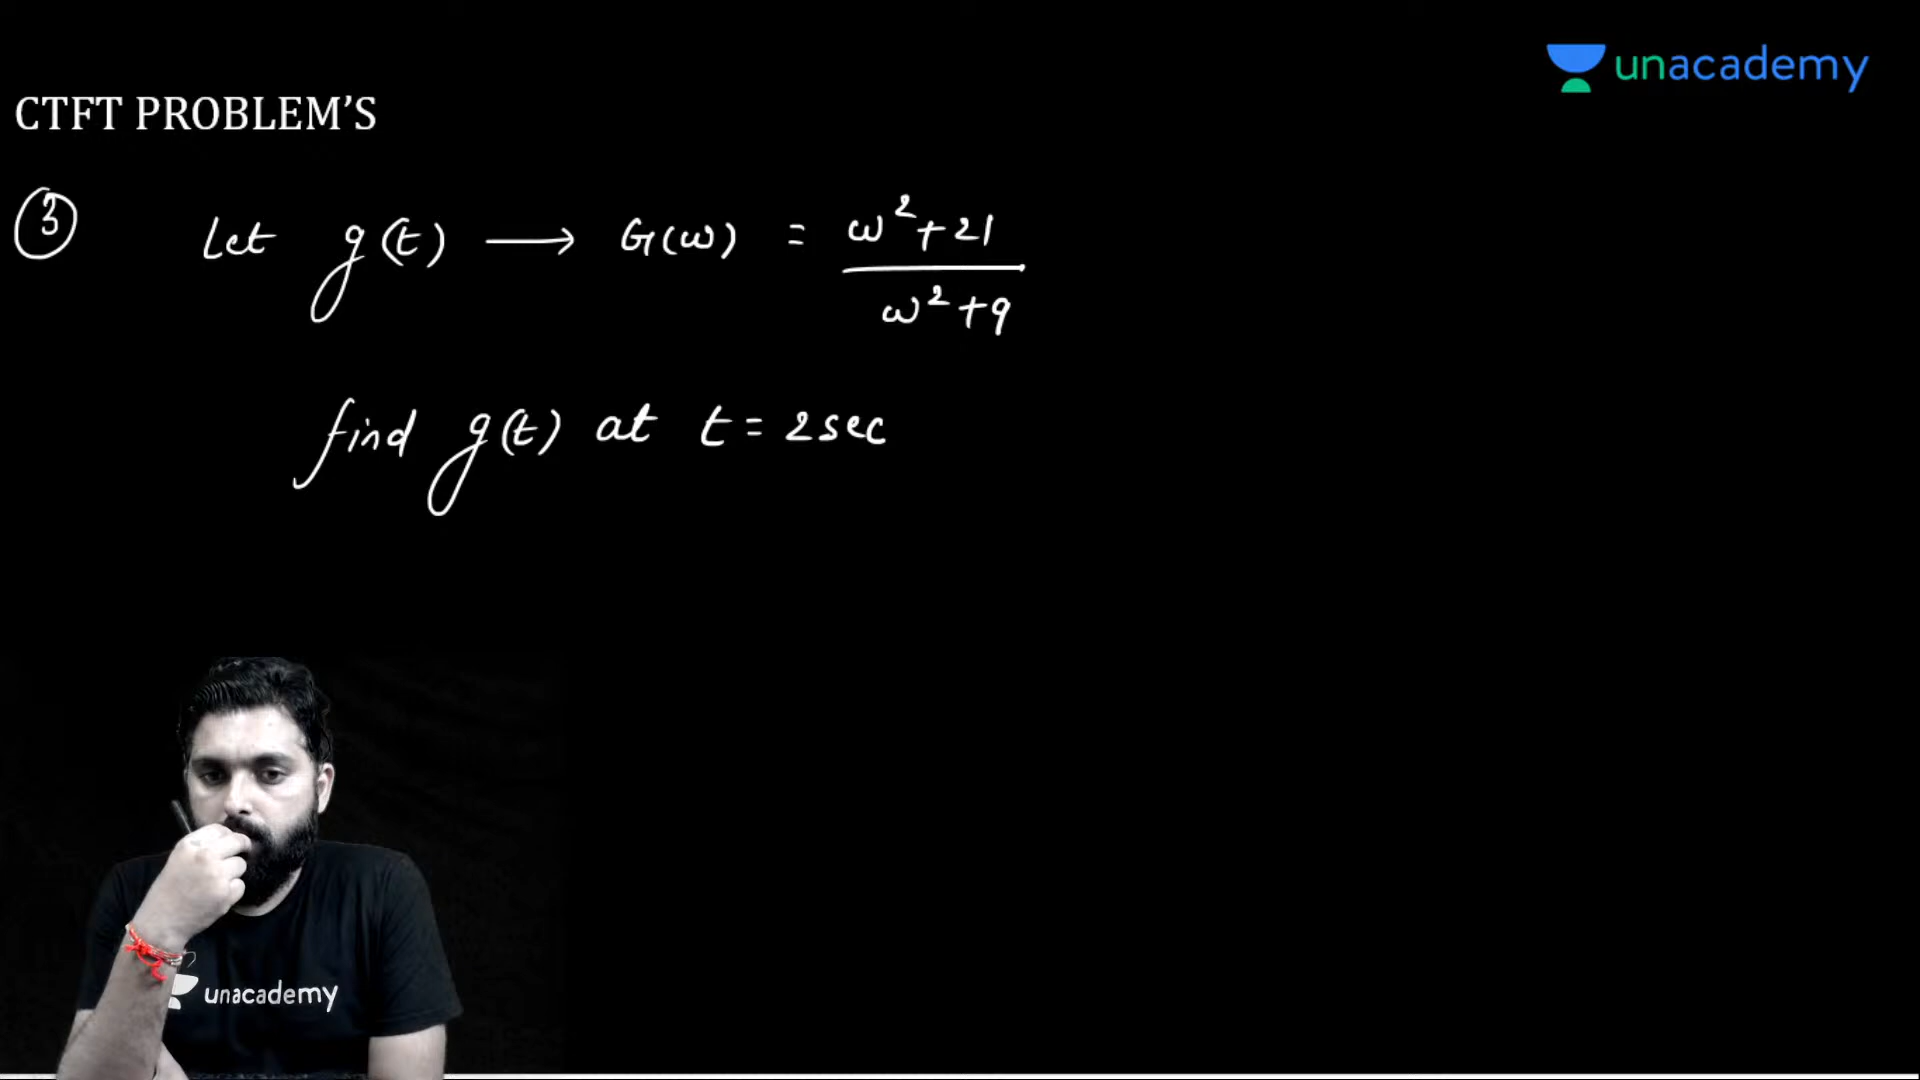 unacademy
CTFT PROBLEM'S
3 Let g(t) ⟶ G(ω) = ω²+21
ω²+9
find g(t) at t = 2sec
unacademy